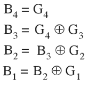 B₄ = G₄
B₃ = G₄ ⊕ G₃
B₂ = B₃ ⊕ G₂
B₁ = B₂ ⊕ G₁